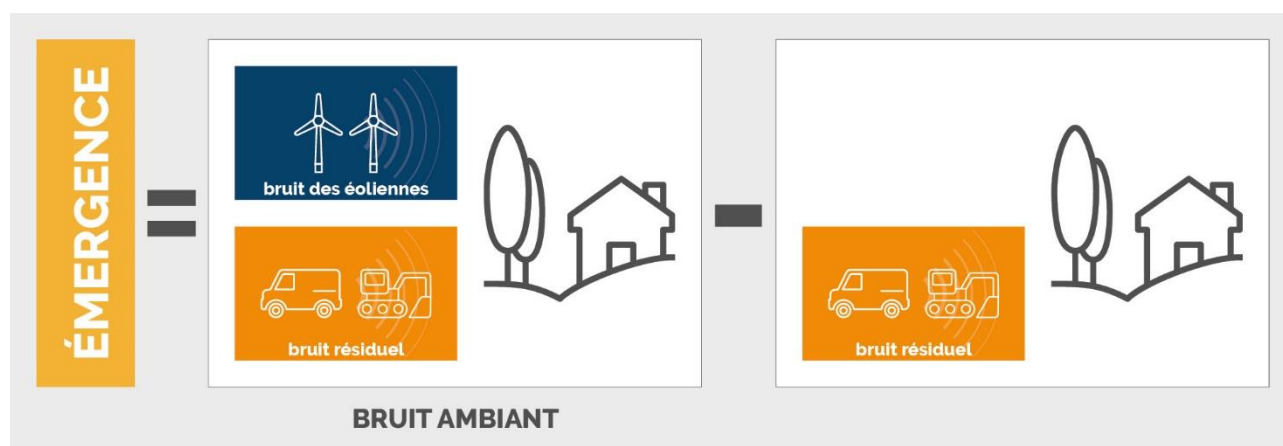 ÉMERGENCE
bruit des éoliennes
bruit résiduel
bruit résiduel
BRUIT AMBIANT